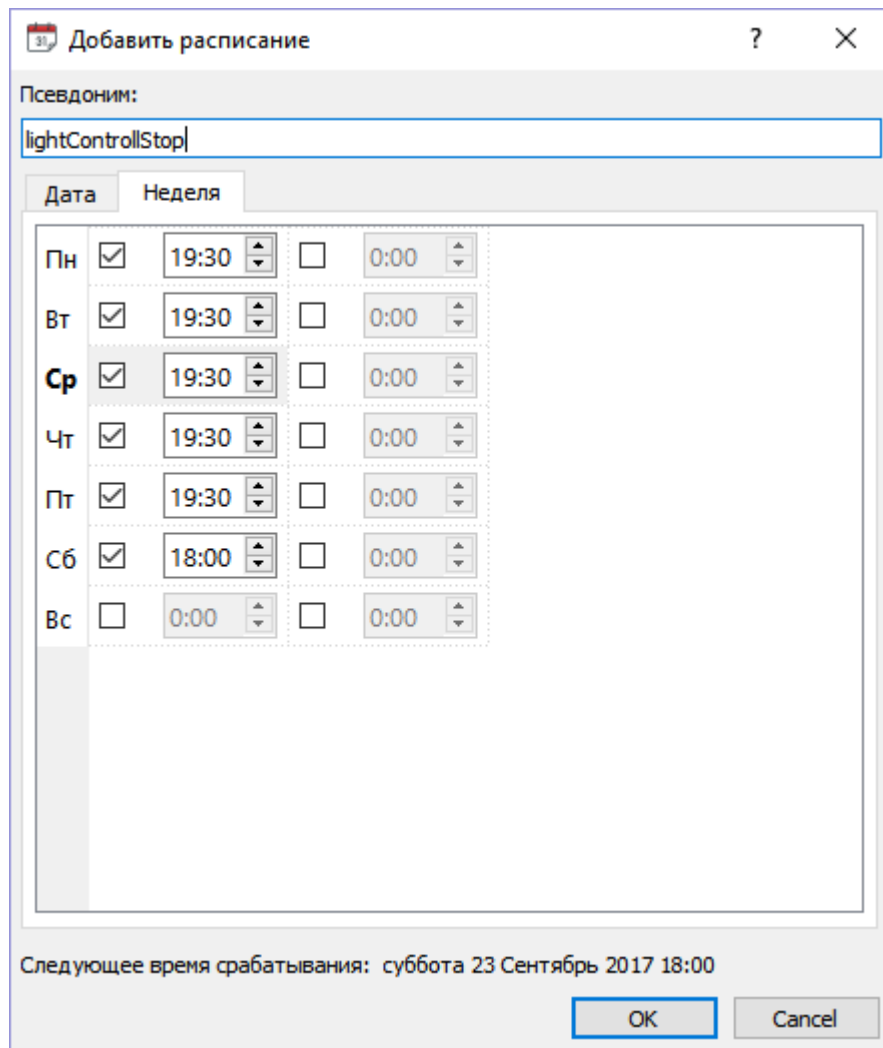 Добавить расписание ?
Псевдоним:
lightControllStop
Дата Неделя
Пн 19:30 0:00
Вт 19:30 0:00
Ср 19:30 0:00
Чт 19:30 0:00
Пт 19:30 0:00
Сб 18:00 0:00
Вс 0:00 0:00
Следующее время срабатывания: суббота 23 Сентябрь 2017 18:00
OK Cancel